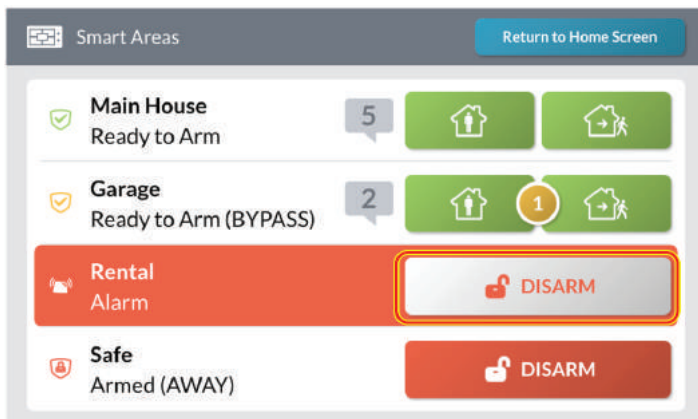 Smart Areas
Return to Home Screen
Main House
Ready to Arm
5
Garage
Ready to Arm (BYPASS)
2
1
Rental
Alarm
DISARM
Safe
Armed (AWAY)
DISARM